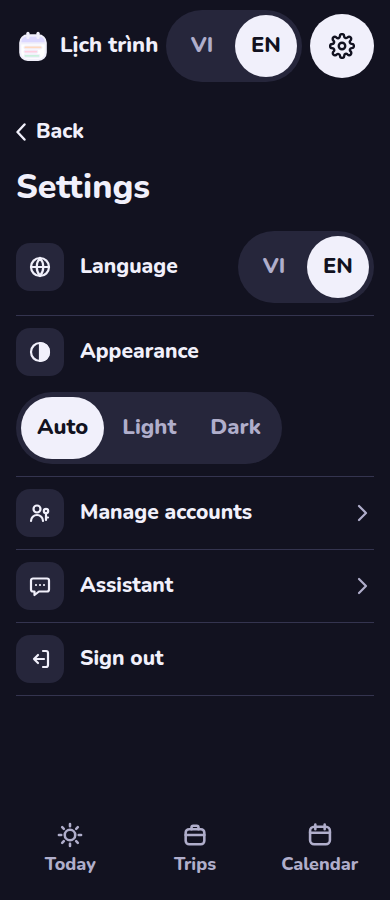 Lịch trình VI EN
Back
Settings
Language VI EN
Appearance
Auto Light Dark
Manage accounts
Assistant
Sign out
Today Trips Calendar